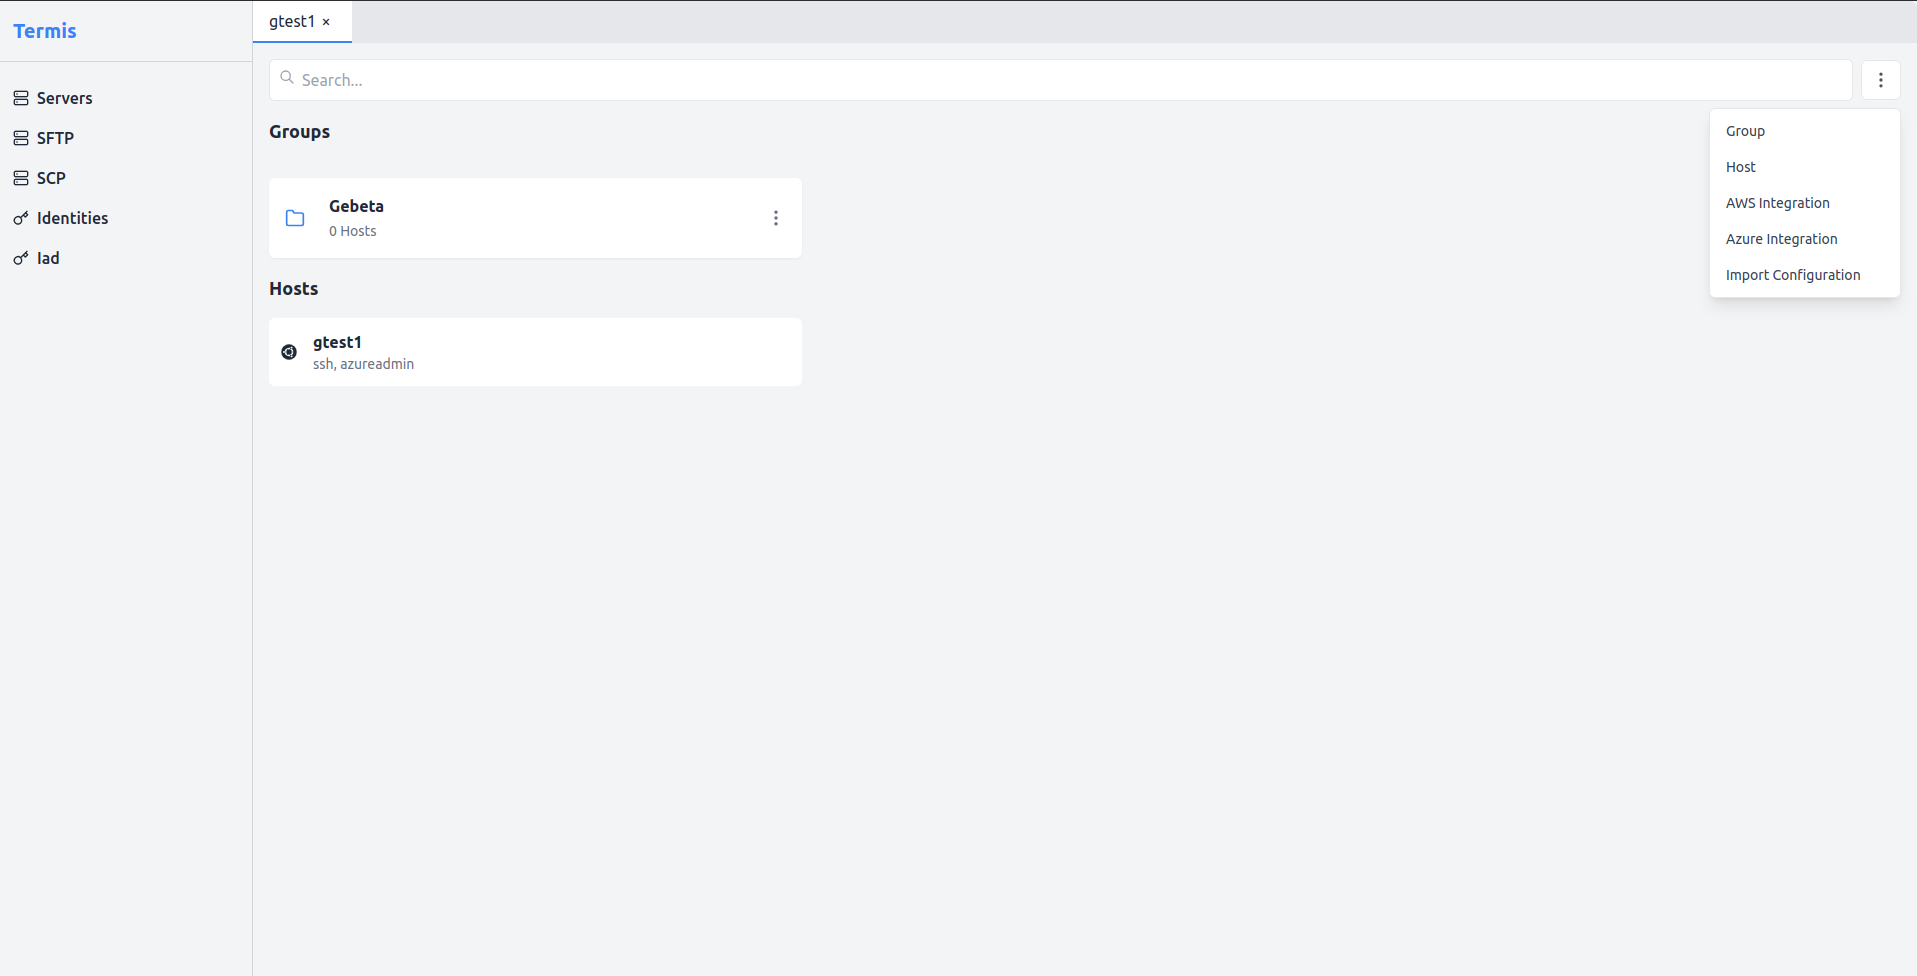 Termis
Servers
SFTP
SCP
Identities
Iad
gtest1 ×
Search...
Groups
Gebeta
0 Hosts
Hosts
gtest1
ssh, azureadmin
Group
Host
AWS Integration
Azure Integration
Import Configuration